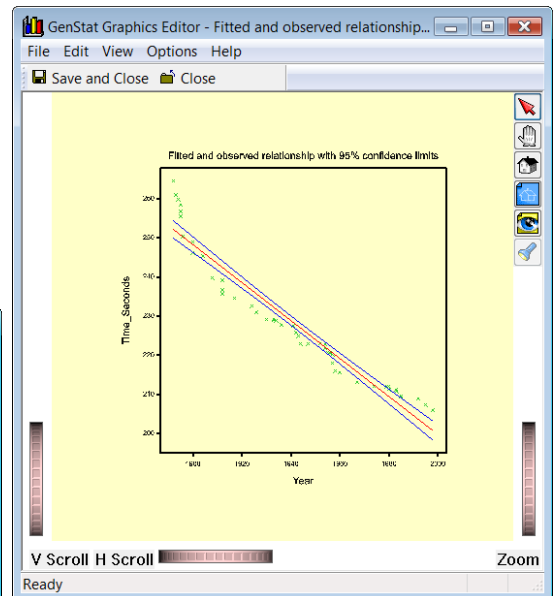 GenStat Graphics Editor - Fitted and observed relationship...
File Edit View Options Help
Save and Close Close
Fitted and observed relationship with 95% confidence limits
260
250
240
230
220
210
200
Time_Seconds
1900 1920 1940 1960 1980 2000
Year
V Scroll H Scroll Zoom
Ready